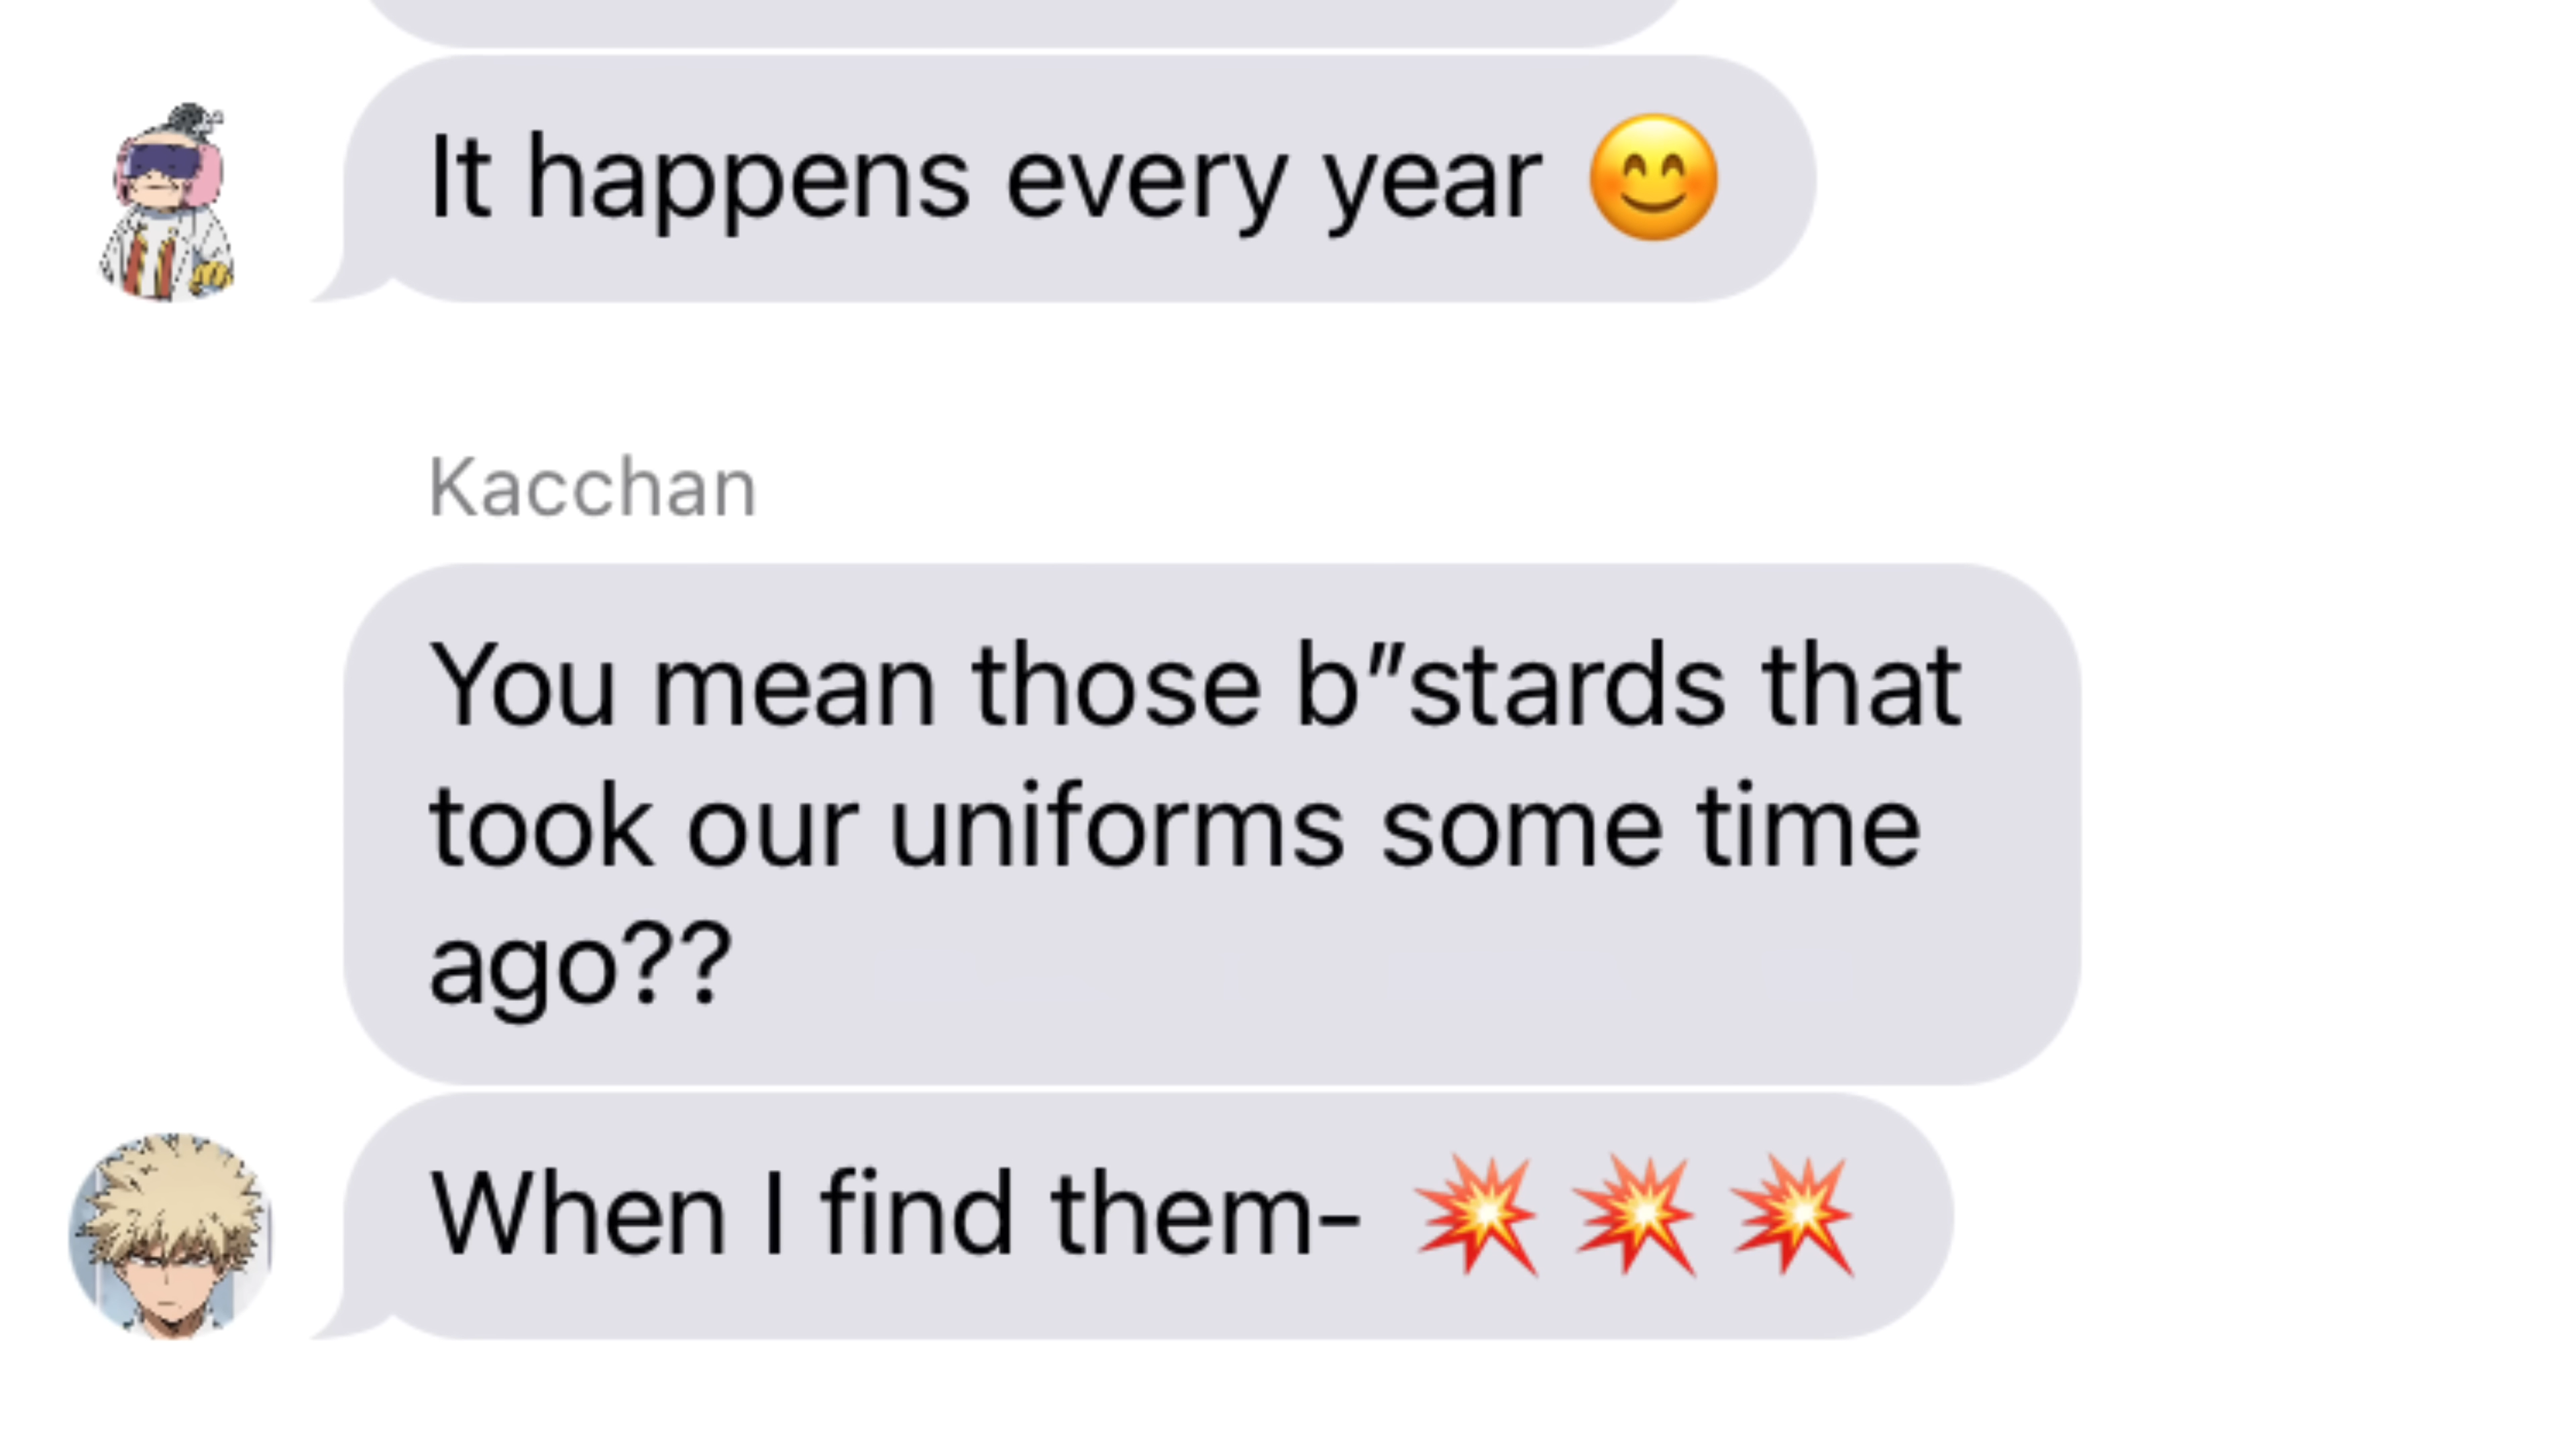 It happens every year 😊
Kacchan
You mean those b"stards that
took our uniforms some time
ago??
When I find them- 💥 💥 💥